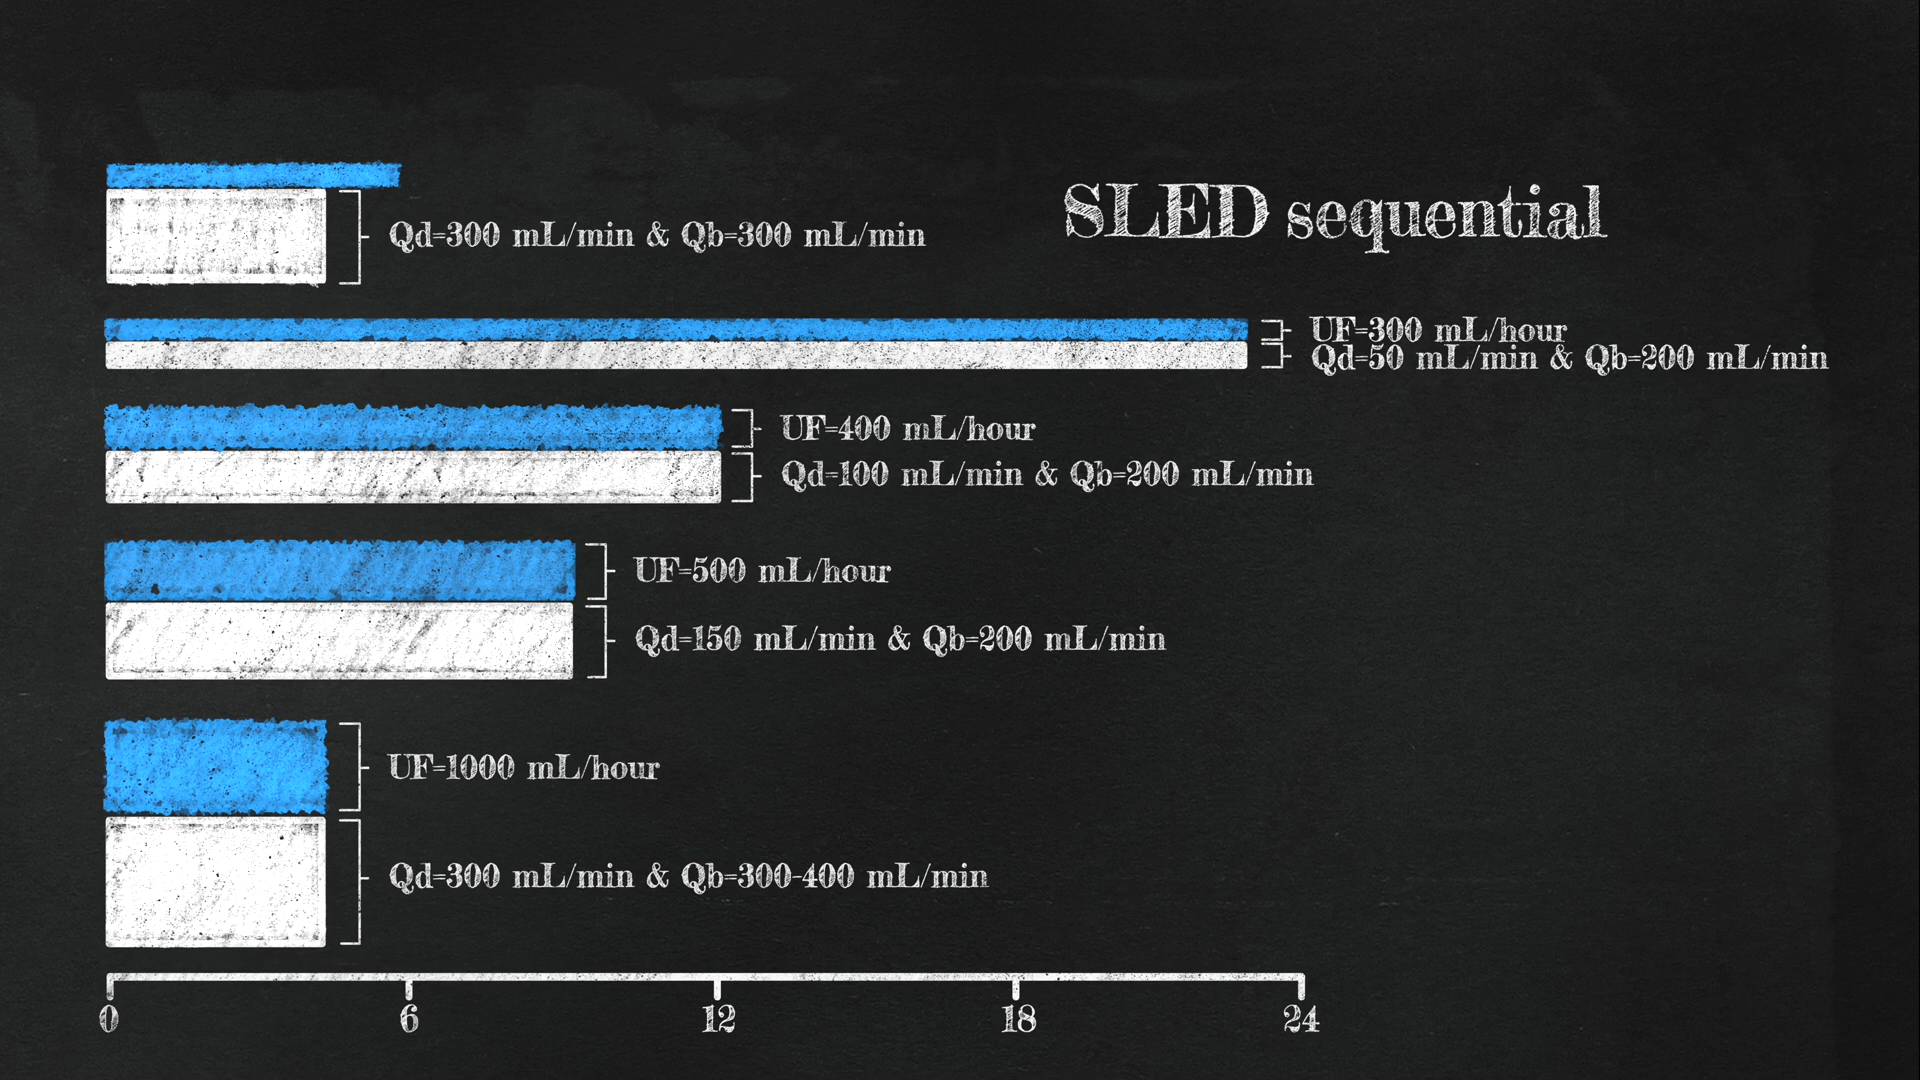 SLED sequential
Qd=300 mL/min & Qb=300 mL/min
UF=300 mL/hour
Qd=50 mL/min & Qb=200 mL/min
UF=400 mL/hour
Qd=100 mL/min & Qb=200 mL/min
UF=500 mL/hour
Qd=150 mL/min & Qb=200 mL/min
UF=1000 mL/hour
Qd=300 mL/min & Qb=300-400 mL/min
0 6 12 18 24